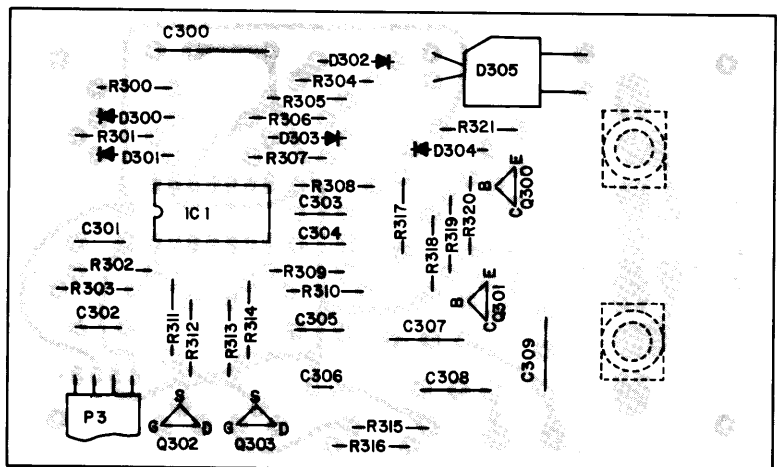 C300
D302
R304
D305
R300
R305
D300
R306
R321
R301
D303
D301
R307
D304
R308
E
B
C
Q300
IC1
C303
R317
R318
R319
R320
C301
C304
R302
R309
R303
R310
E
B
C
Q301
C302
R311
R312
R313
R314
C305
C307
C309
C306
C308
P3
S
G
D
Q302
S
G
D
Q303
R315
R316